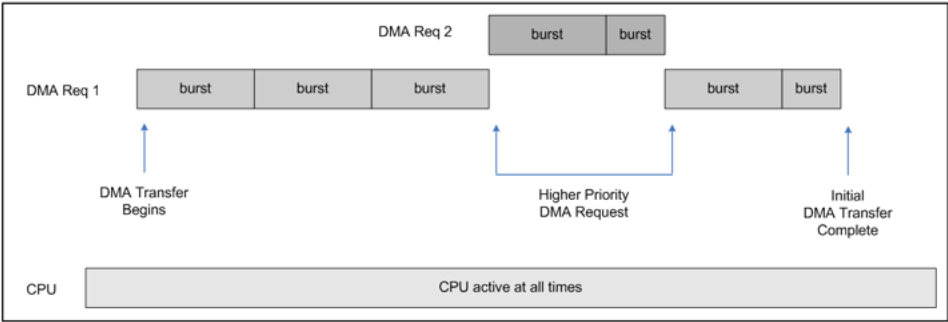 DMA Req 2
burst
burst
DMA Req 1
burst
burst
burst
burst
burst
DMA Transfer
Begins
Higher Priority
DMA Request
Initial
DMA Transfer
Complete
CPU
CPU active at all times